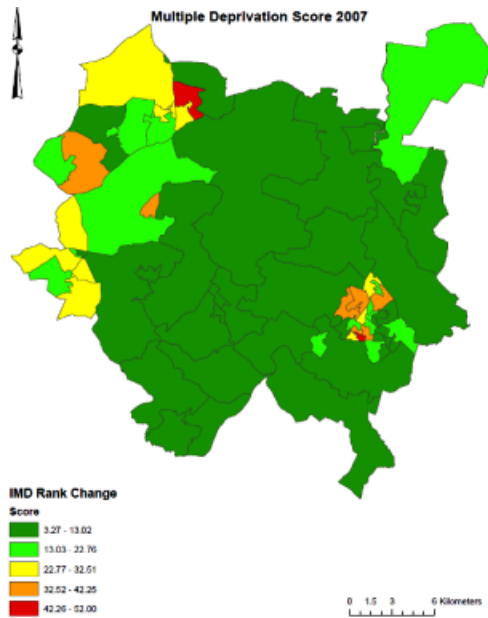 Multiple Deprivation Score 2007
IMD Rank Change
Score
3.27 - 13.02
13.03 - 22.76
22.77 - 32.51
32.52 - 42.25
42.26 - 52.00
0 1.5 3 6 Kilometers